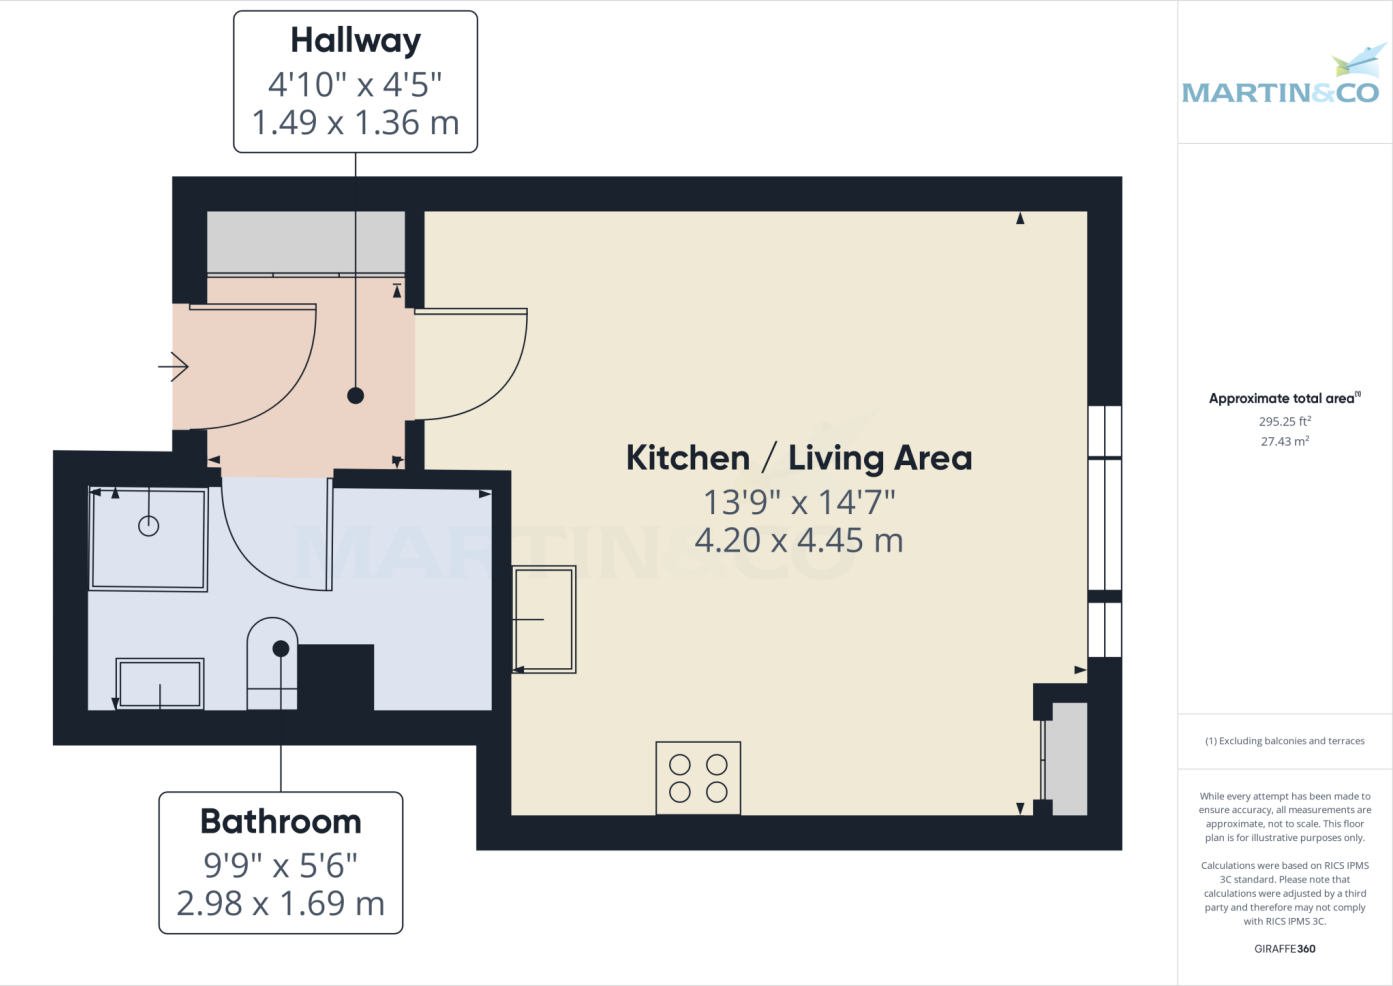 Hallway
4'10" x 4'5"
1.49 x 1.36 m
MARTIN&CO
Approximate total area(1)
295.25 ft²
27.43 m²
Kitchen / Living Area
13'9" x 14'7"
4.20 x 4.45 m
MARTIN&CO
Bathroom
9'9" x 5'6"
2.98 x 1.69 m
(1) Excluding balconies and terraces
While every attempt has been made to
ensure accuracy, all measurements are
approximate, not to scale. This floor
plan is for illustrative purposes only.
Calculations were based on RICS IPMS
3C standard. Please note that
calculations were adjusted by a third
party and therefore may not comply
with RICS IPMS 3C.
GIRAFFE360